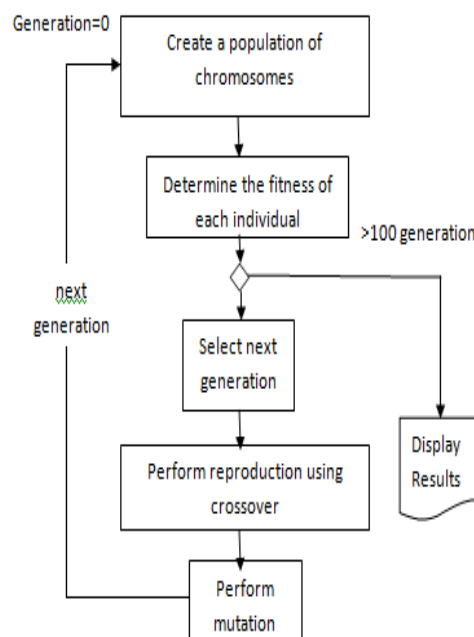 Generation=0
Create a population of
chromosomes
Determine the fitness of
each individual
>100 generation
next
generation
Select next
generation
Display
Results
Perform reproduction using
crossover
Perform
mutation